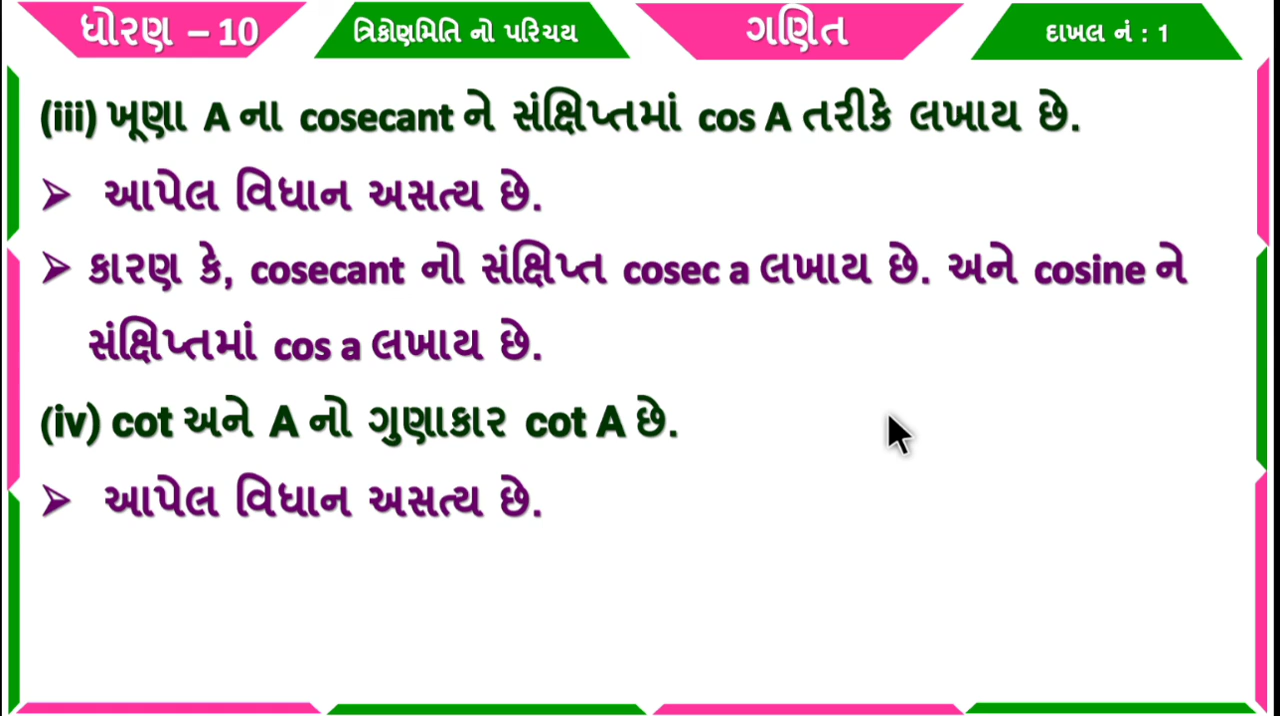 ધોરણ – 10 ત્રિકોણમિતિ નો પરિચય ગણિત દાખલ નં : 1
(iii) ખૂણા A ના cosecant ને સંક્ષિપ્તમાં cos A તરીકે લખાય છે.
➢ આપેલ વિધાન અસત્ય છે.
➢ કારણ કે, cosecant નો સંક્ષિપ્ત cosec a લખાય છે. અને cosine ને
સંક્ષિપ્તમાં cos a લખાય છે.
(iv) cot અને A નો ગુણાકાર cot A છે.
➢ આપેલ વિધાન અસત્ય છે.